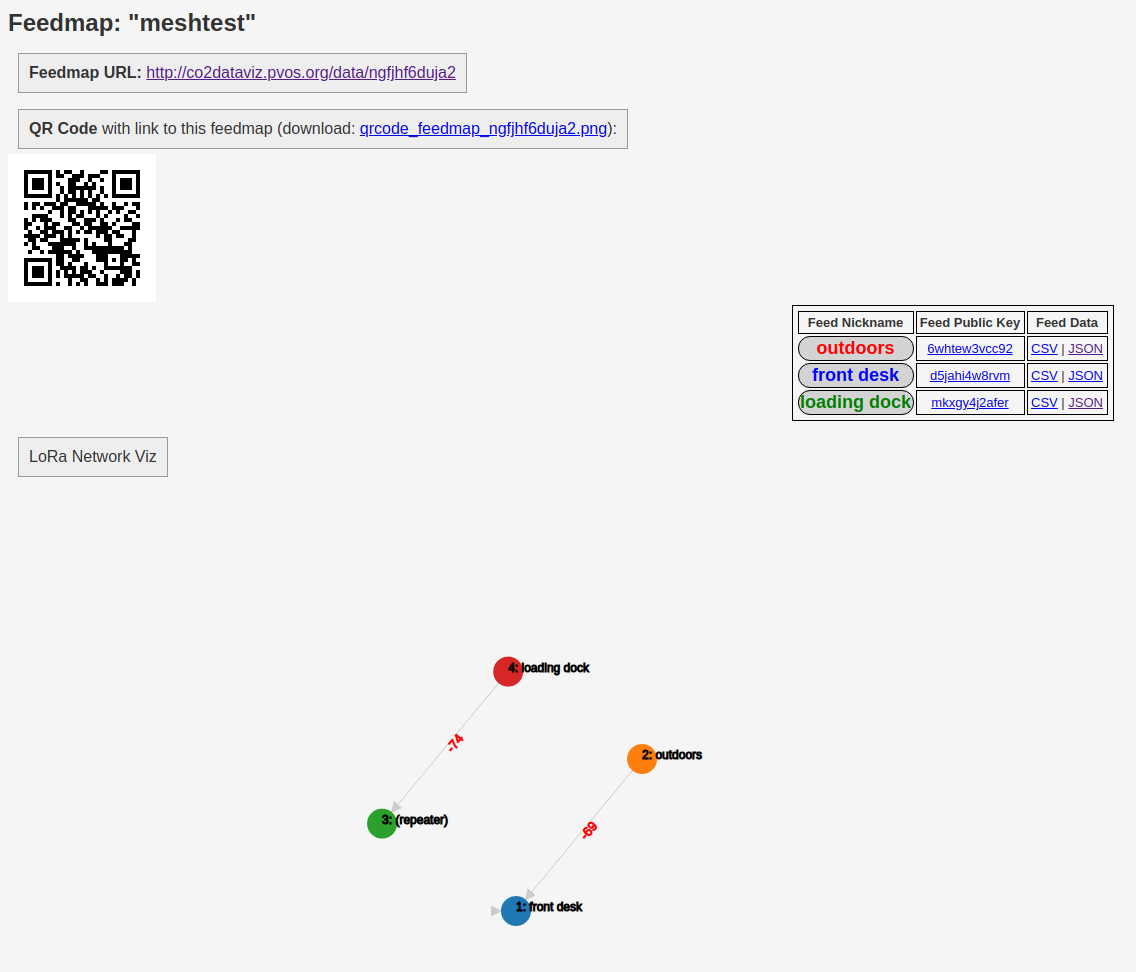 Feedmap: "meshtest"
Feedmap URL: http://co2dataviz.pvos.org/data/ngfjhf6duja2
QR Code with link to this feedmap (download: qrcode_feedmap_ngfjhf6duja2.png):
Feed Nickname Feed Public Key Feed Data
outdoors 6whtew3vcc92 CSV | JSON
front desk d5jahi4w8rvm CSV | JSON
loading dock mkxgy4j2afer CSV | JSON
LoRa Network Viz
4: loading dock
-74
2: outdoors
3: (repeater)
-69
1: front desk